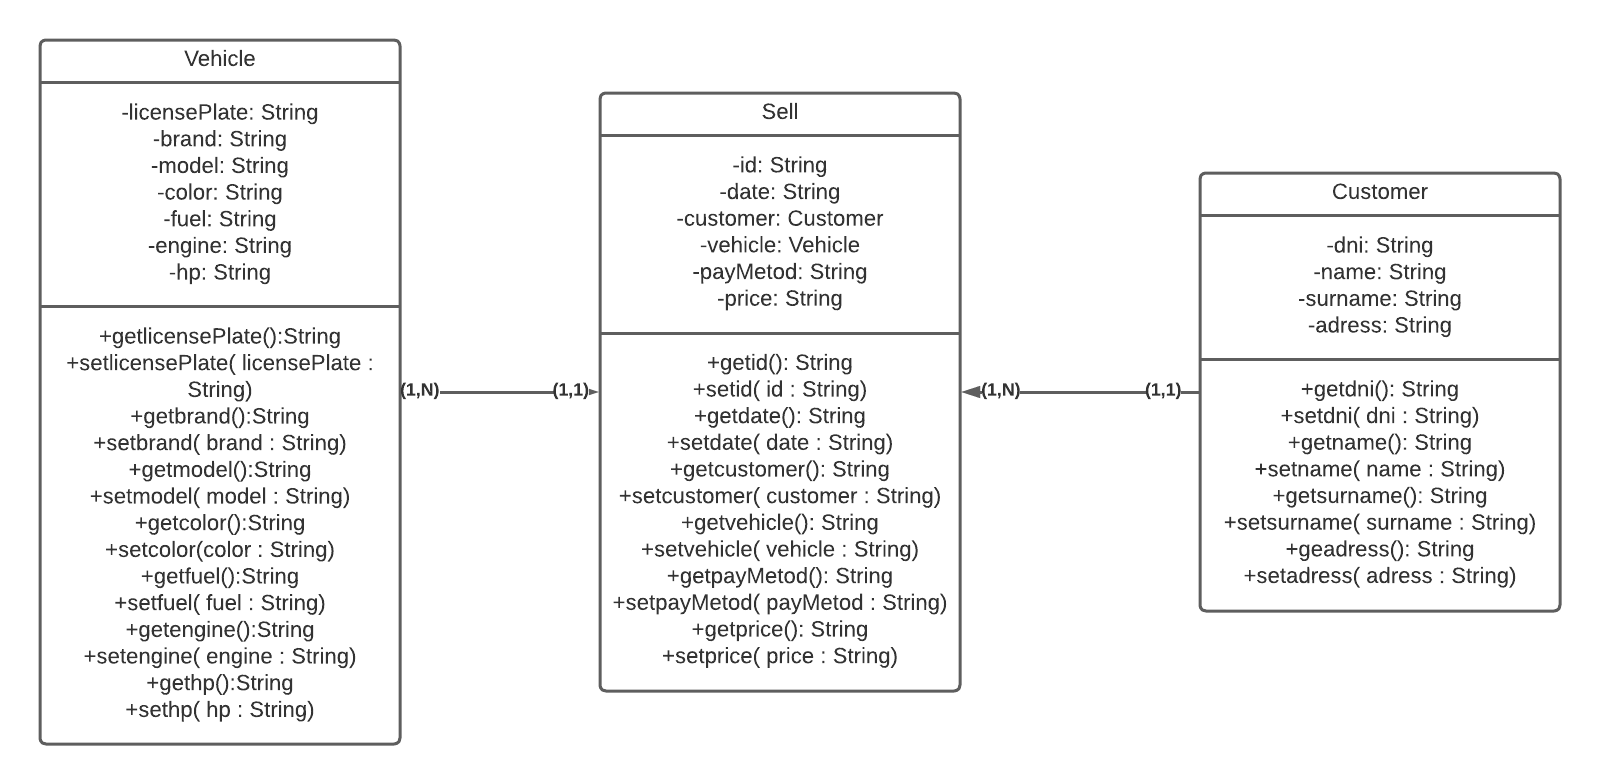 Vehicle
-licensePlate: String
-brand: String
-model: String
-color: String
-fuel: String
-engine: String
-hp: String
+getlicensePlate():String
+setlicensePlate( licensePlate :
String)
+getbrand():String
+setbrand( brand : String)
+getmodel():String
+setmodel( model : String)
+getcolor():String
+setcolor(color : String)
+getfuel():String
+setfuel( fuel : String)
+getengine():String
+setengine( engine : String)
+gethp():String
+sethp( hp : String)
(1,N)
(1,1)
Sell
-id: String
-date: String
-customer: Customer
-vehicle: Vehicle
-payMetod: String
-price: String
+getid(): String
+setid( id : String)
+getdate(): String
+setdate( date : String)
+getcustomer(): String
+setcustomer( customer : String)
+getvehicle(): String
+setvehicle( vehicle : String)
+getpayMetod(): String
+setpayMetod( payMetod : String)
+getprice(): String
+setprice( price : String)
(1,N)
(1,1)
Customer
-dni: String
-name: String
-surname: String
-adress: String
+getdni(): String
+setdni( dni : String)
+getname(): String
+setname( name : String)
+getsurname(): String
+setsurname( surname : String)
+geadress(): String
+setadress( adress : String)